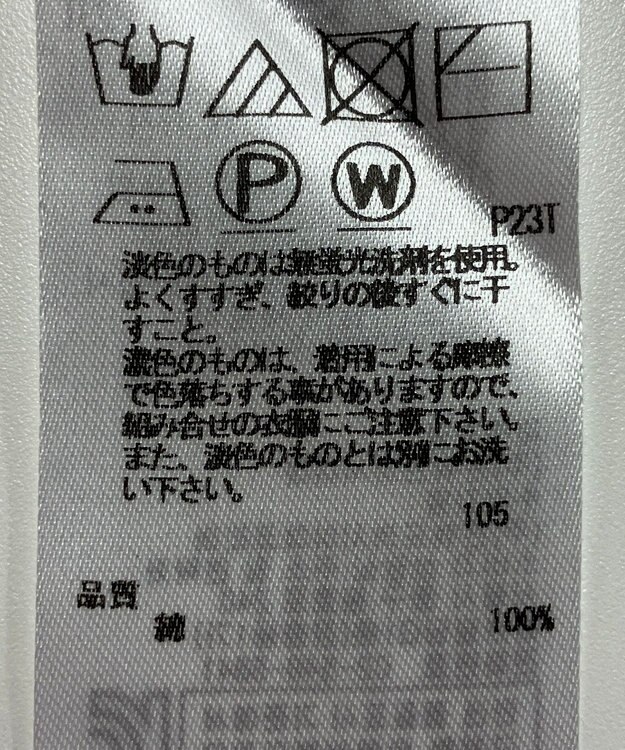 P
W
P23T
淡色のものは無蛍光洗剤を使用。
よくすすぎ、絞りの後すぐに干
すこと。
濃色のものは、着用による摩擦
で色落ちする事がありますので、
組み合せの衣服にご注意下さい。
また、淡色のものとは別にお洗
い下さい。
105
品質
綿 100%